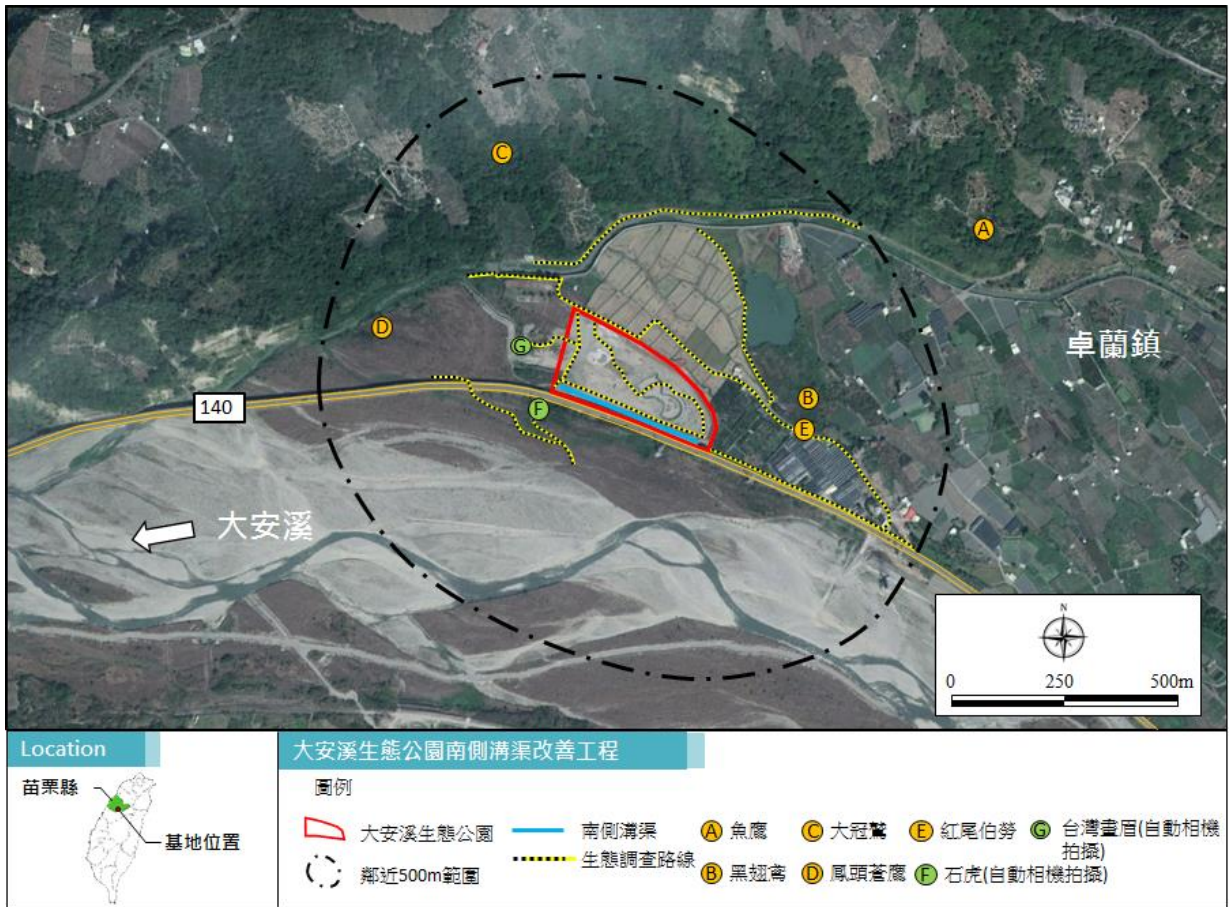 C
A
D
G
卓蘭鎮
B
140
F
E
大安溪
N
0 250 500m
Location
苗栗縣
基地位置
大安溪生態公園南側溝渠改善工程
圖例
大安溪生態公園
南側溝渠
A 魚鷹
C 大冠鷲
E 紅尾伯勞
G 台灣畫眉(自動相機
拍攝)
鄰近500m範圍
生態調查路線
B 黑翅鳶
D 鳳頭蒼鷹
F 石虎(自動相機拍攝)